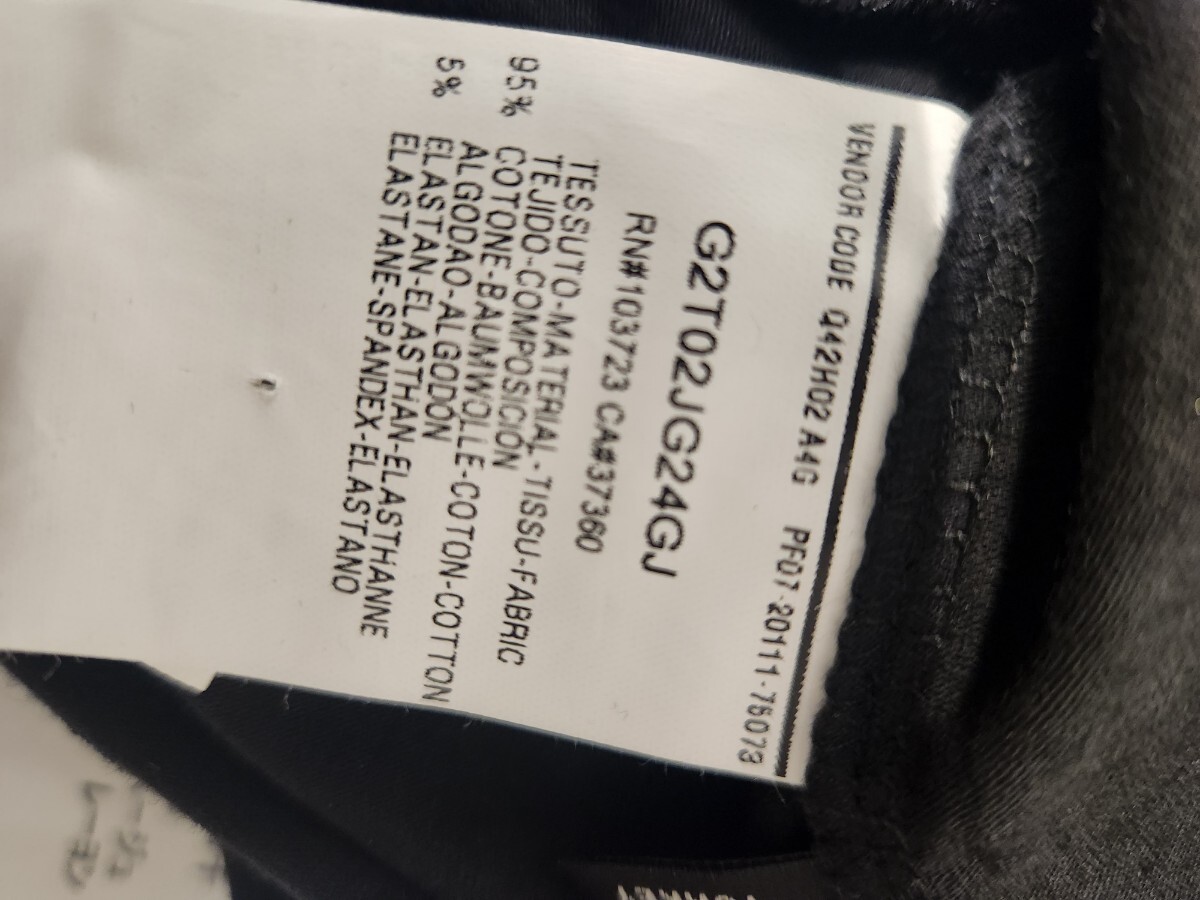 VENDOR CODE Q42H02 A4G PF07-20111-75073
G2T02JG24GJ
RN#103723 CA#37360
TESSUTO-MATERIAL-TISSU-FABRIC
TEJIDO-COMPOSICIÓN
95% COTONE-BAUMWOLLE-COTON-COTTON
ALGODAO-ALGODÓN
5% ELASTAN-ELASTHAN-ELASTHANNE
ELASTANE-SPANDEX-ELASTANO